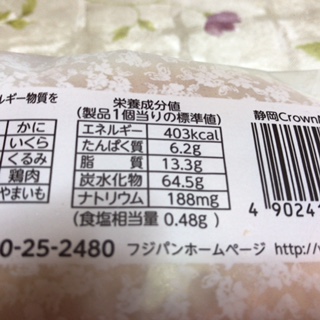 ルギー物質を
かに
いくら
くるみ
鶏肉
やまいも
栄養成分値
(製品1個当りの標準値)
エネルギー 403kcal
たんぱく質 6.2g
脂質 13.3g
炭水化物 64.5g
ナトリウム 188mg
(食塩相当量 0.48g)
静岡Crown
4 90241
0-25-2480 フジパンホームページ http://